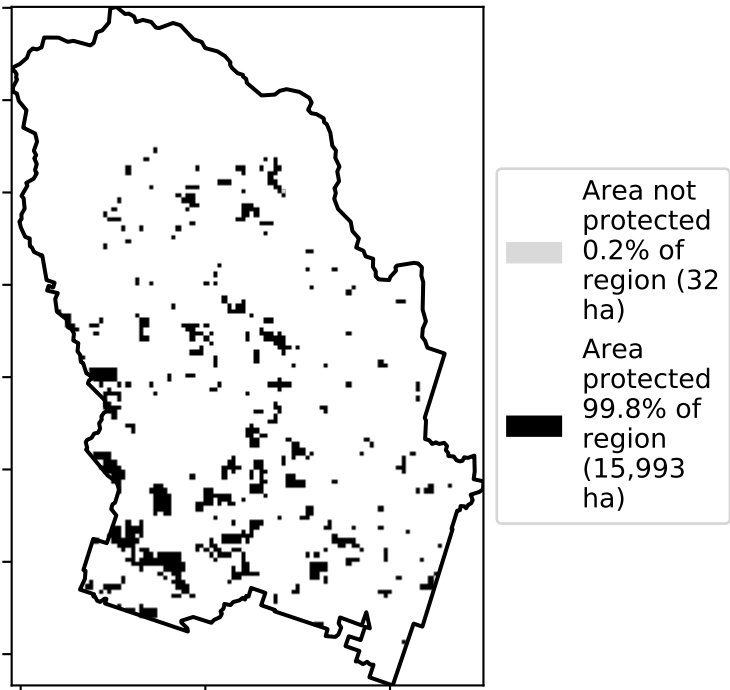 Area not
protected
0.2% of
region (32
ha)
Area
protected
99.8% of
region
(15,993
ha)